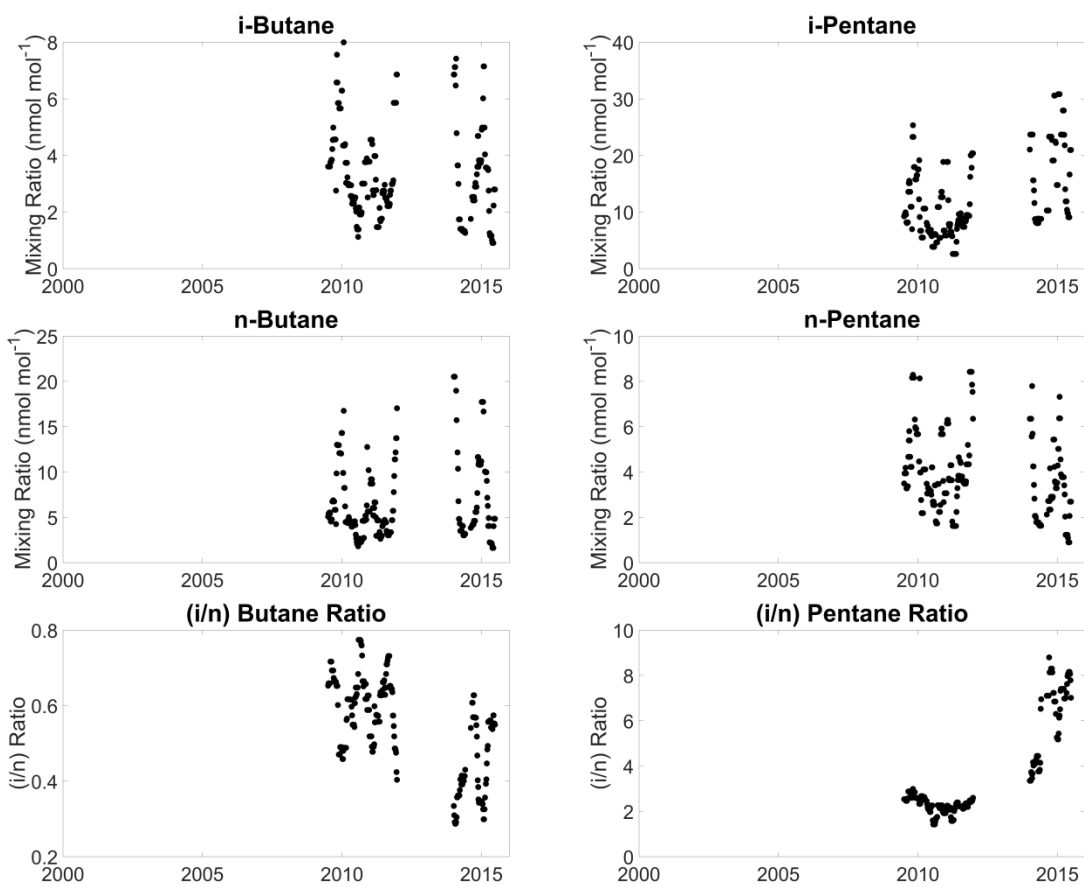 i-Butane
Mixing Ratio (nmol mol⁻¹)
8
6
4
2
0
2000 2005 2010 2015
i-Pentane
Mixing Ratio (nmol mol⁻¹)
40
30
20
10
0
2000 2005 2010 2015
n-Butane
Mixing Ratio (nmol mol⁻¹)
25
20
15
10
5
0
2000 2005 2010 2015
n-Pentane
Mixing Ratio (nmol mol⁻¹)
10
8
6
4
2
0
2000 2005 2010 2015
(i/n) Butane Ratio
(i/n) Ratio
0.8
0.6
0.4
0.2
2000 2005 2010 2015
(i/n) Pentane Ratio
(i/n) Ratio
10
8
6
4
2
0
2000 2005 2010 2015